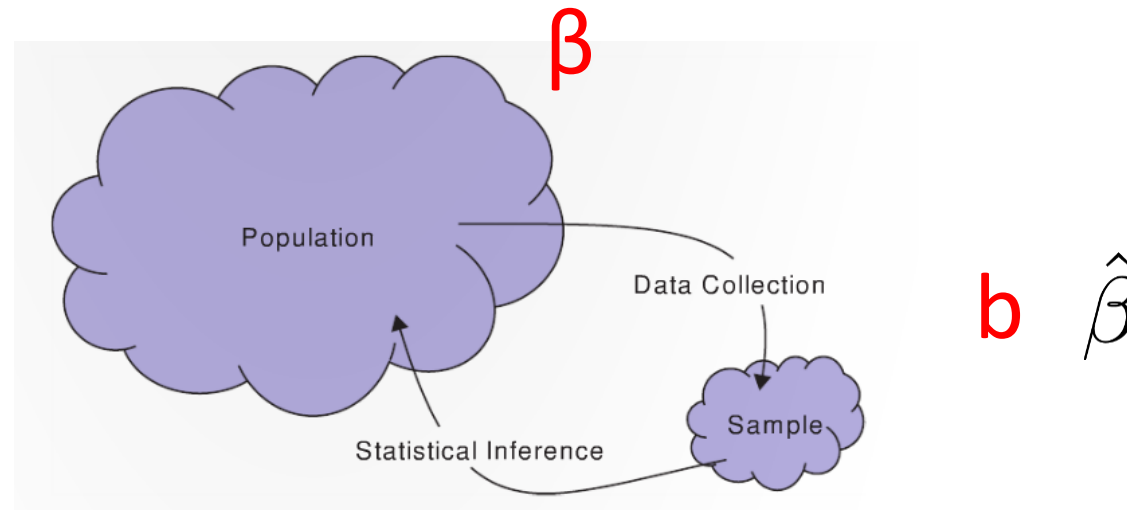 β
Population
Data Collection
b β̂
Sample
Statistical Inference